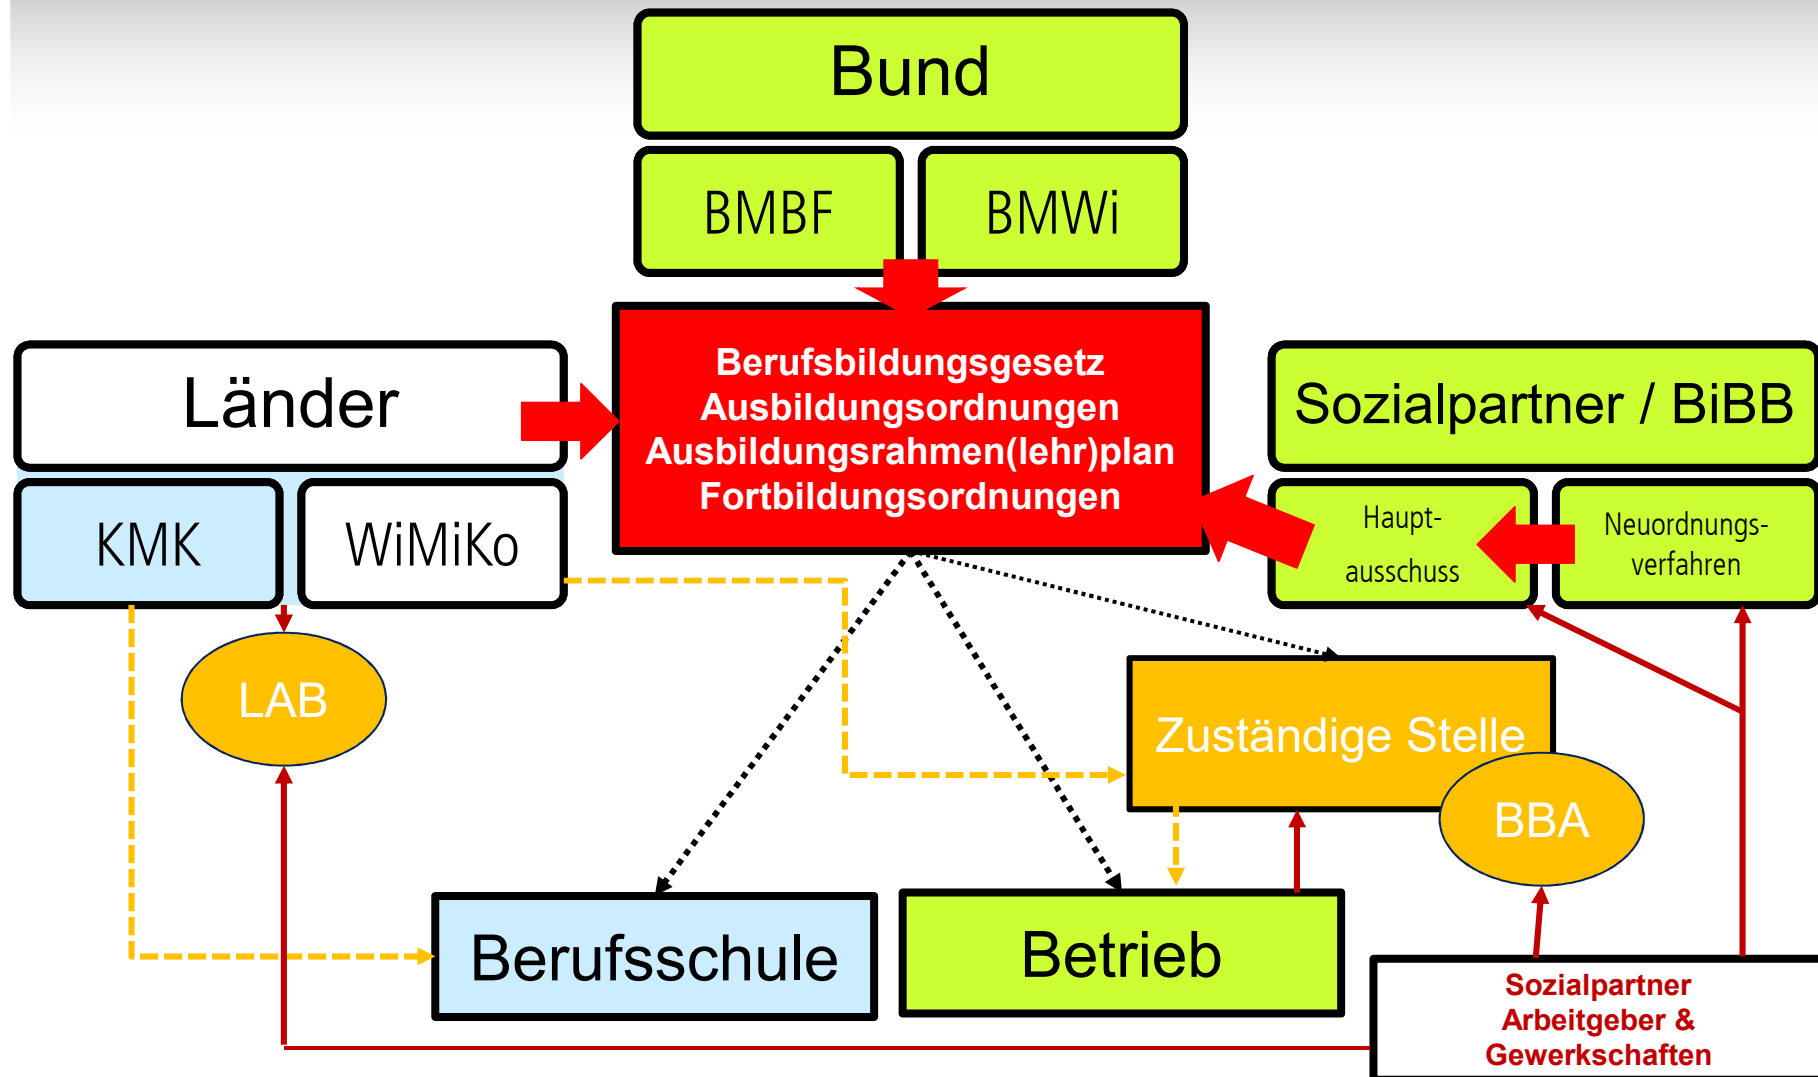 Bund
BMBF
BMWi
Berufsbildungsgesetz
Ausbildungsordnungen
Ausbildungsrahmen(lehr)plan
Fortbildungsordnungen
Länder
KMK
WiMiKo
Sozialpartner / BiBB
Haupt-
ausschuss
Neuordnungs-
verfahren
LAB
Zuständige Stelle
BBA
Berufsschule
Betrieb
Sozialpartner
Arbeitgeber &
Gewerkschaften